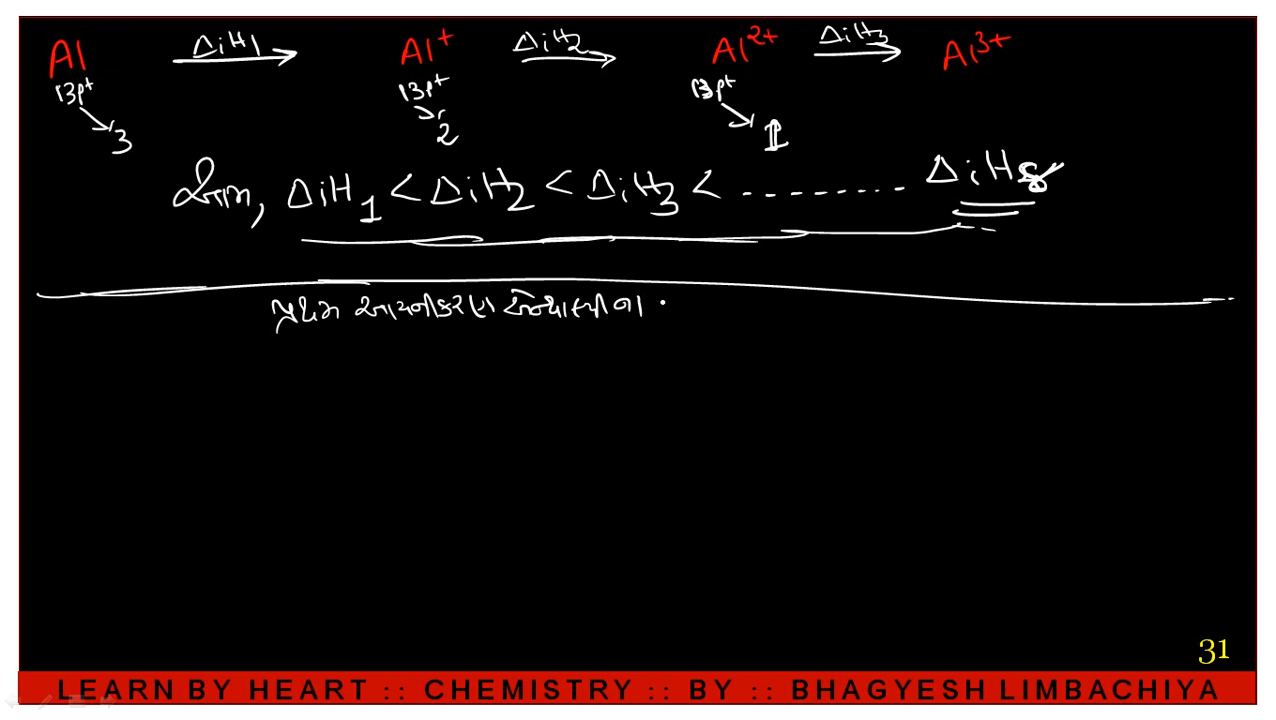 Al ΔiH1 → Al⁺ ΔiH2 → Al²⁺ ΔiH3 → Al³⁺
13p⁺ 13p⁺ 13p⁺
3 2 1
આમ, ΔiH1 < ΔiH2 < ΔiH3 < --------- ΔiH8
પ્રથમ આયનીકરણ એન્થાલ્પીના
31
LEARN BY HEART :: CHEMISTRY :: BY :: BHAGYESH LIMBACHIYA